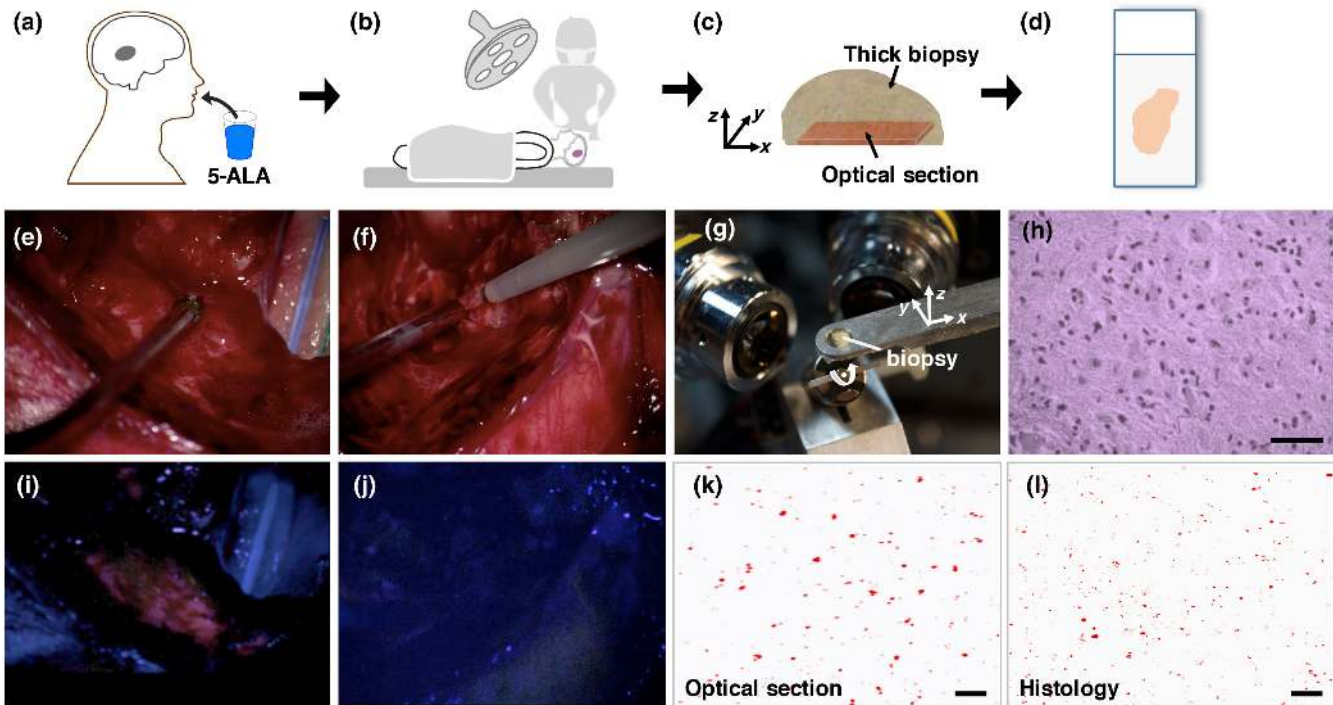 (a)
5-ALA
(b)
(c)
Thick biopsy
z
y
x
Optical section
(d)
(e)
(f)
(g)
z
y
x
biopsy
(h)
(i)
(j)
(k)
Optical section
(l)
Histology